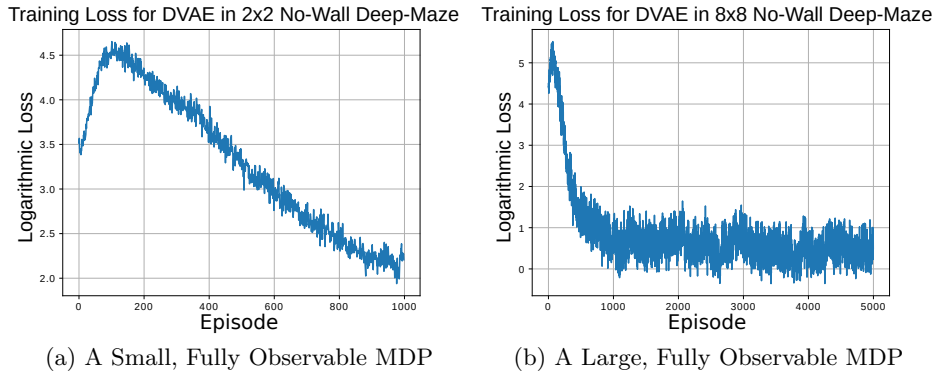 Training Loss for DVAE in 2x2 No-Wall Deep-Maze
Logarithmic Loss
4.5
4.0
3.5
3.0
2.5
2.0
0 200 400 600 800 1000
Episode
(a) A Small, Fully Observable MDP
Training Loss for DVAE in 8x8 No-Wall Deep-Maze
Logarithmic Loss
5
4
3
2
1
0
0 1000 2000 3000 4000 5000
Episode
(b) A Large, Fully Observable MDP